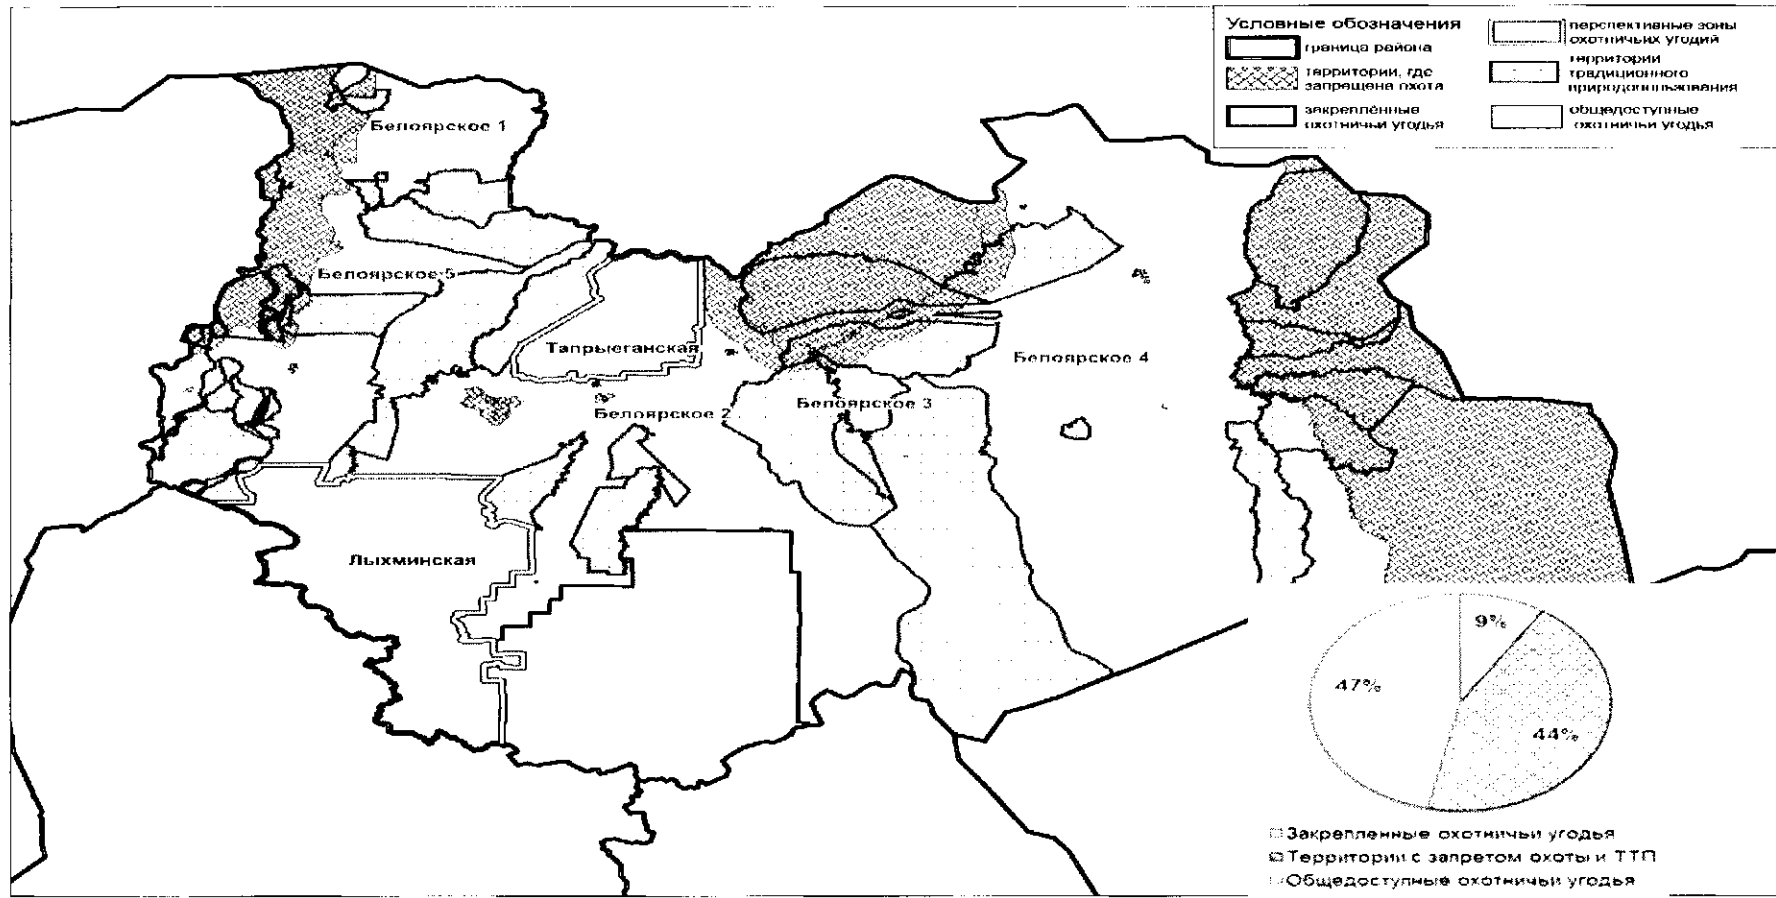 Условные обозначения
граница района
территории, где
запрещена охота
закреплённые
охотничьи угодья
перспективные зоны
охотничьих угодий
территории
традиционного
природопользования
общедоступные
охотничьи угодья
Белоярское 1
Белоярское 5
Тапрыеганская
Белоярское 4
Белоярское 2
Белоярское 3
Лыхминская
9%
47%
44%
Закрепленные охотничьи угодья
Территории с запретом охоты и ТТП
Общедоступные охотничьи угодья